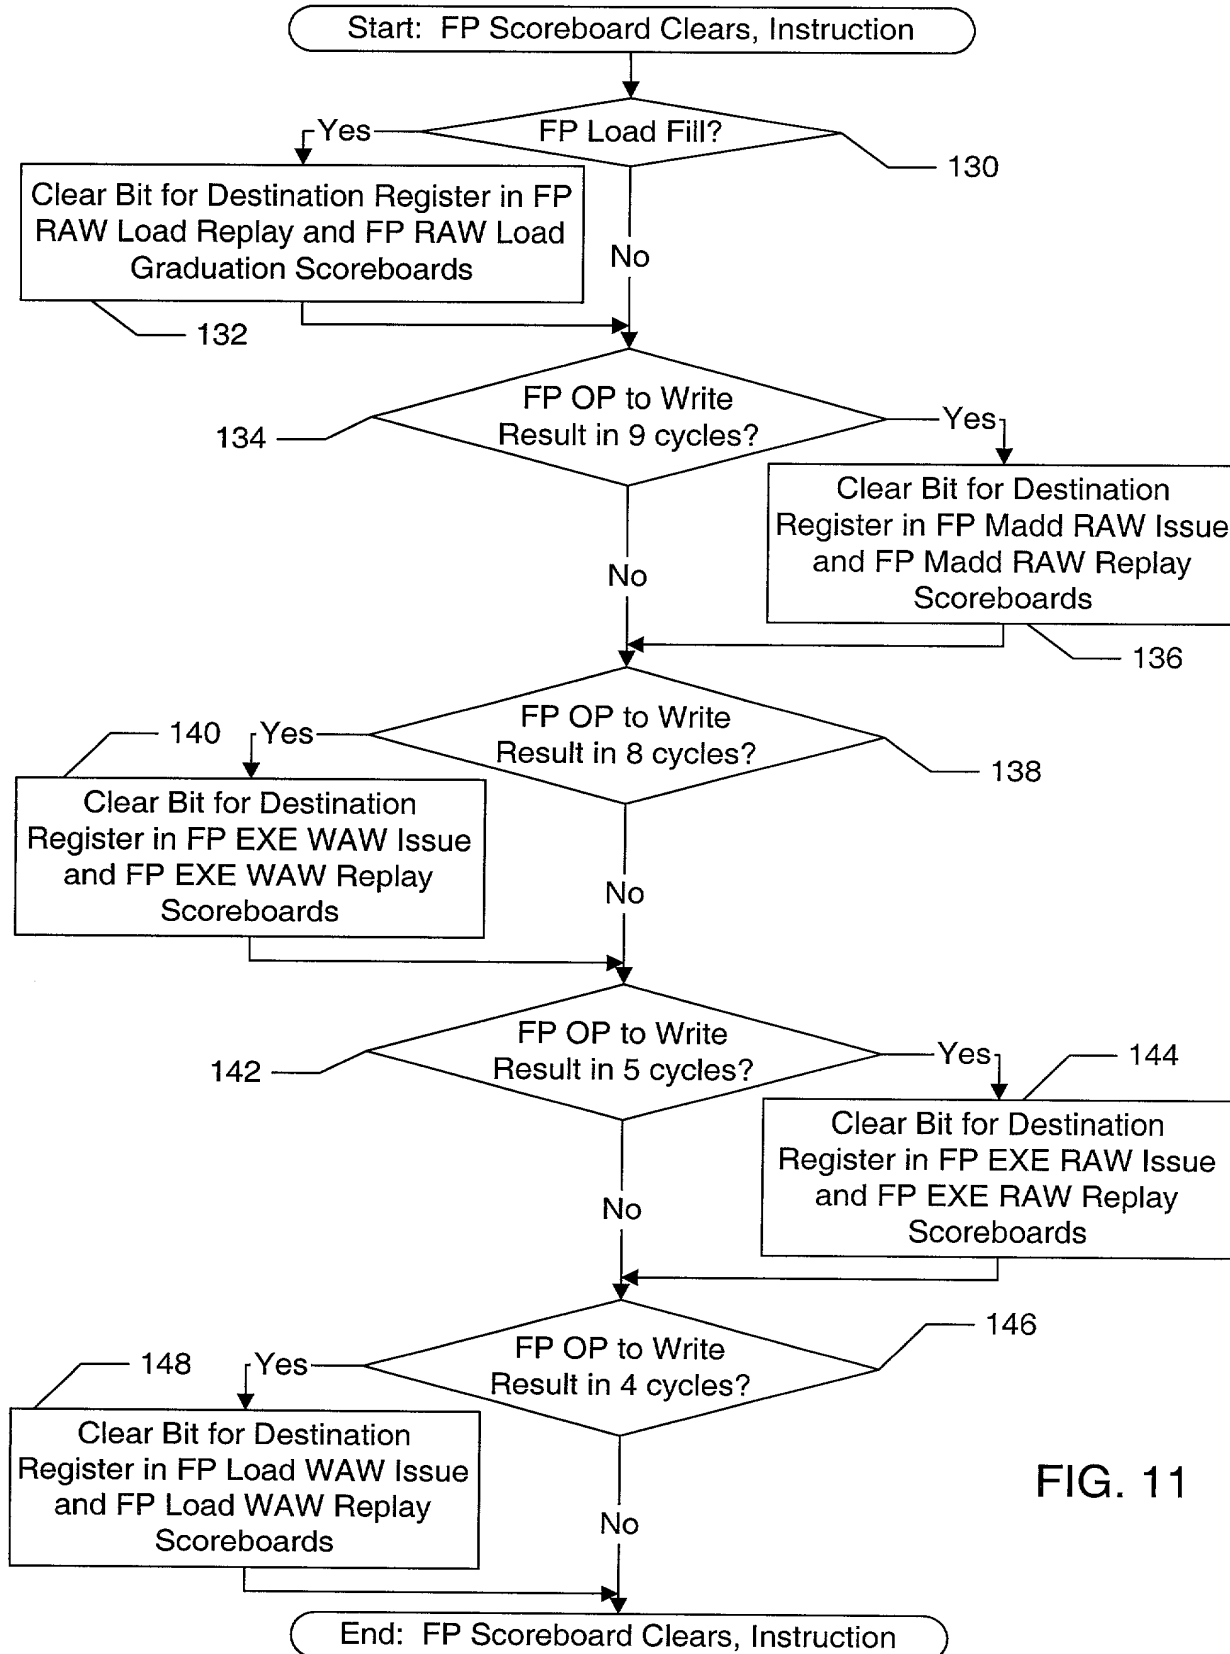 Start: FP Scoreboard Clears, Instruction
FP Load Fill?
Yes
130
Clear Bit for Destination Register in FP
RAW Load Replay and FP RAW Load
Graduation Scoreboards
No
132
FP OP to Write
Result in 9 cycles?
Yes
134
Clear Bit for Destination
Register in FP Madd RAW Issue
and FP Madd RAW Replay
Scoreboards
No
136
FP OP to Write
Result in 8 cycles?
140
Yes
138
Clear Bit for Destination
Register in FP EXE WAW Issue
and FP EXE WAW Replay
Scoreboards
No
FP OP to Write
Result in 5 cycles?
142
Yes
144
Clear Bit for Destination
Register in FP EXE RAW Issue
and FP EXE RAW Replay
Scoreboards
No
146
FP OP to Write
Result in 4 cycles?
148
Yes
Clear Bit for Destination
Register in FP Load WAW Issue
and FP Load WAW Replay
Scoreboards
FIG. 11
No
End: FP Scoreboard Clears, Instruction